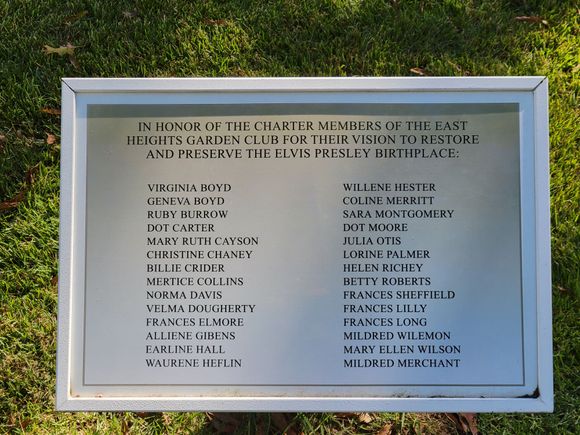 IN HONOR OF THE CHARTER MEMBERS OF THE EAST
HEIGHTS GARDEN CLUB FOR THEIR VISION TO RESTORE
AND PRESERVE THE ELVIS PRESLEY BIRTHPLACE:
VIRGINIA BOYD
GENEVA BOYD
RUBY BURROW
DOT CARTER
MARY RUTH CAYSON
CHRISTINE CHANEY
BILLIE CRIDER
MERTICE COLLINS
NORMA DAVIS
VELMA DOUGHERTY
FRANCES ELMORE
ALLIENE GIBENS
EARLINE HALL
WAURENE HEFLIN
WILLENE HESTER
COLINE MERRITT
SARA MONTGOMERY
DOT MOORE
JULIA OTIS
LORINE PALMER
HELEN RICHEY
BETTY ROBERTS
FRANCES SHEFFIELD
FRANCES LILLY
FRANCES LONG
MILDRED WILEMON
MARY ELLEN WILSON
MILDRED MERCHANT